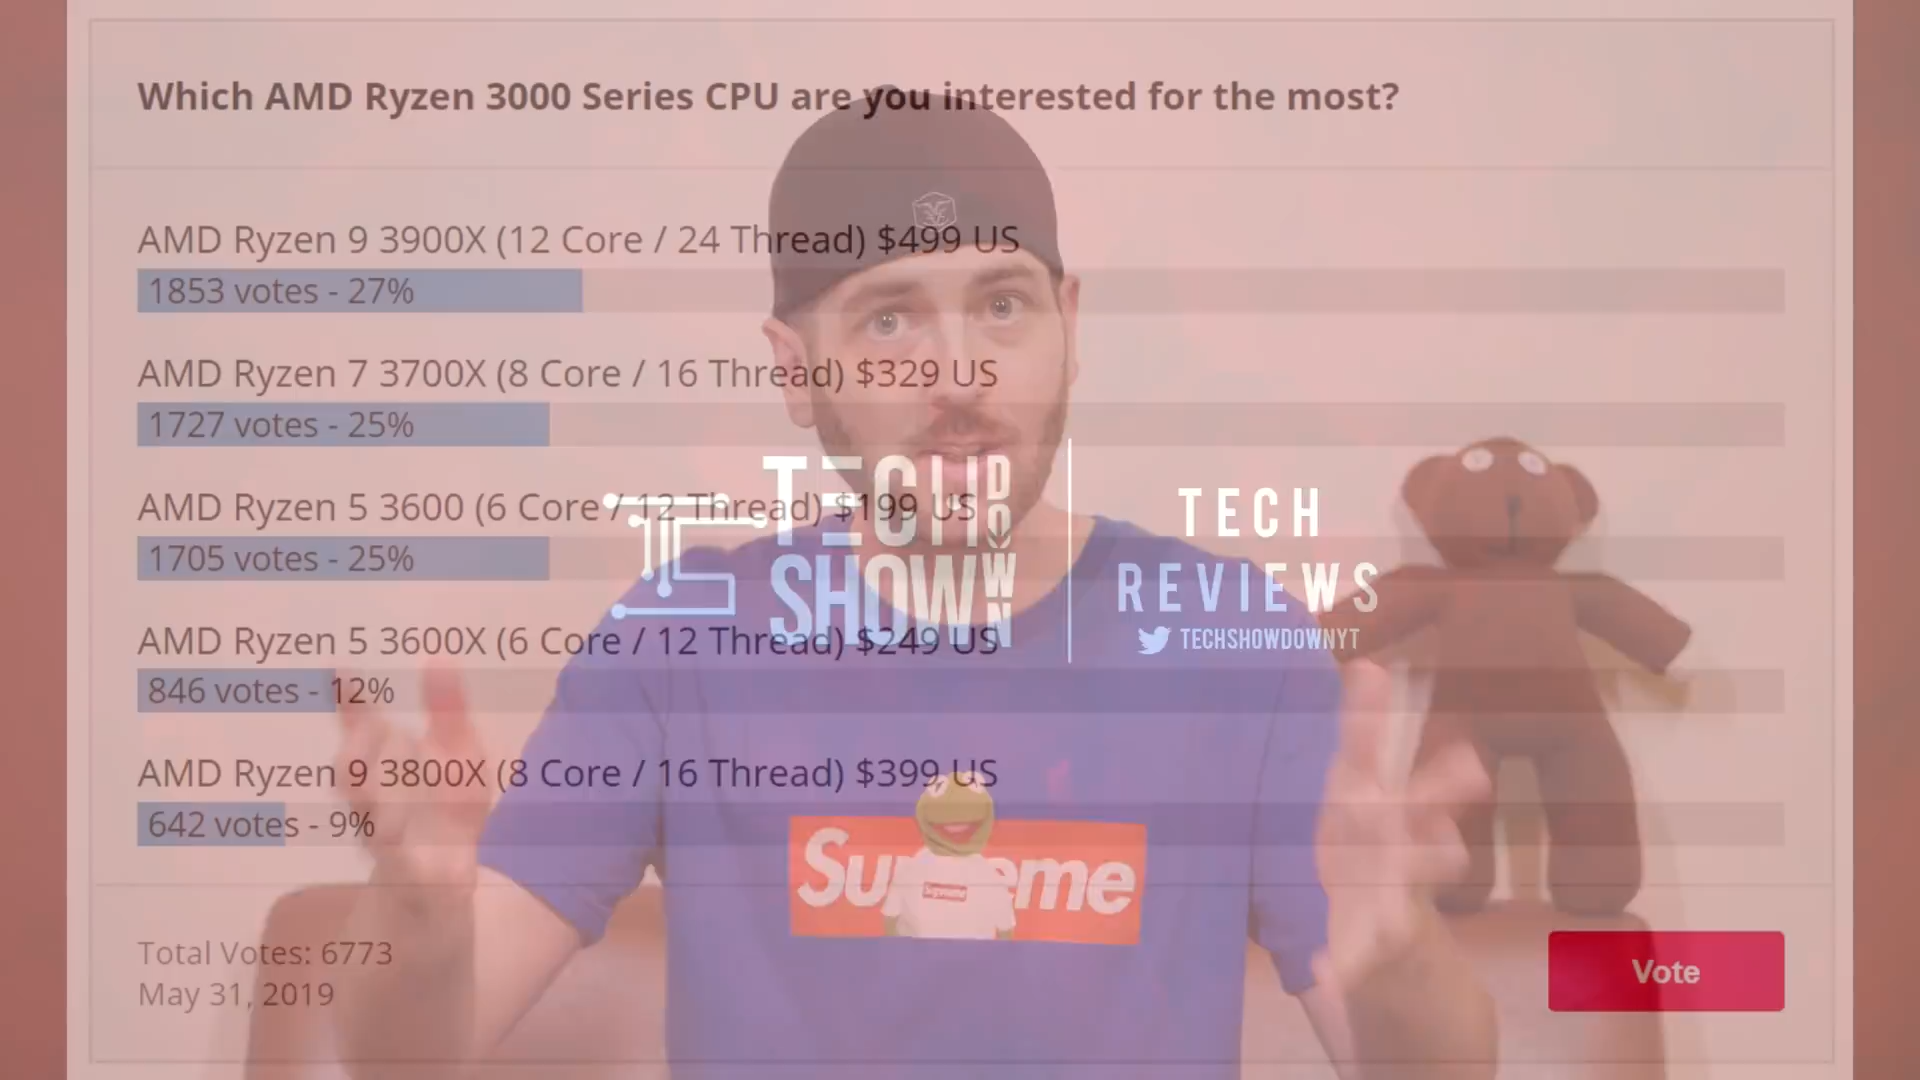 Which AMD Ryzen 3000 Series CPU are you interested for the most?
AMD Ryzen 9 3900X (12 Core / 24 Thread) $499 US
1853 votes - 27%
AMD Ryzen 7 3700X (8 Core / 16 Thread) $329 US
1727 votes - 25%
AMD Ryzen 5 3600 (6 Core / 12 Thread) $199 US
1705 votes - 25%
AMD Ryzen 5 3600X (6 Core / 12 Thread) $249 US
846 votes - 12%
AMD Ryzen 9 3800X (8 Core / 16 Thread) $399 US
642 votes - 9%
Total Votes: 6773
May 31, 2019
Vote
TECH
SHOW
DOWN
TECH
REVIEWS
TECHSHOWDOWNYT
Supreme
Supreme